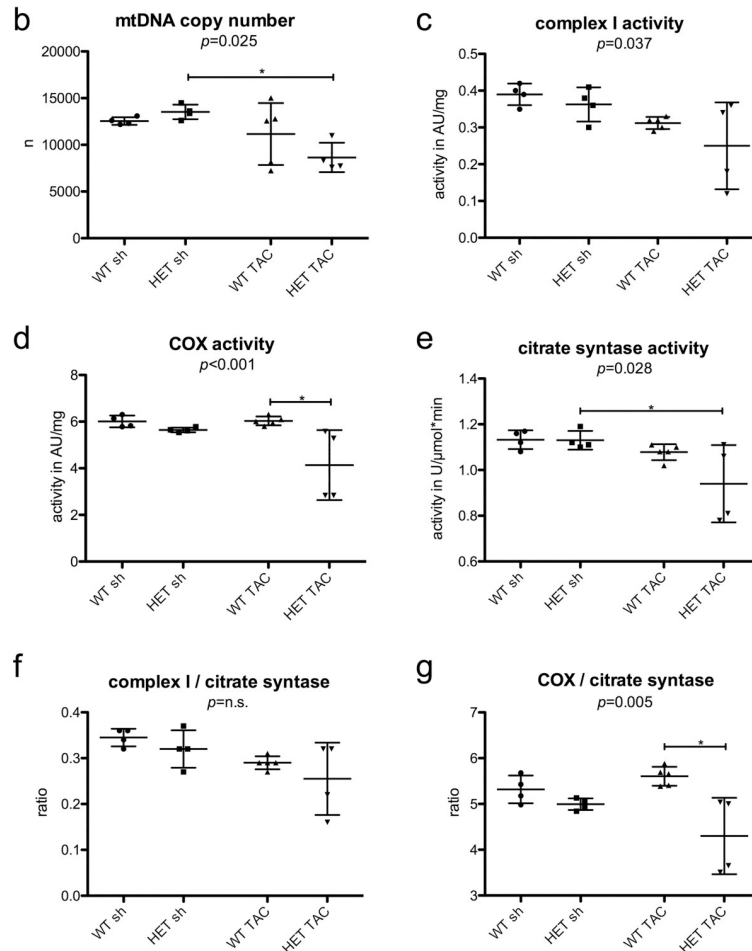 b
mtDNA copy number
p=0.025
*
20000
15000
10000
5000
0
n
WT sh
HET sh
WT TAC
HET TAC
c
complex I activity
p=0.037
0.5
0.4
0.3
0.2
0.1
0.0
activity in AU/mg
WT sh
HET sh
WT TAC
HET TAC
d
COX activity
p<0.001
*
8
6
4
2
0
activity in AU/mg
WT sh
HET sh
WT TAC
HET TAC
e
citrate syntase activity
p=0.028
*
1.4
1.2
1.0
0.8
0.6
activity in U/µmol*min
WT sh
HET sh
WT TAC
HET TAC
f
complex I / citrate syntase
p=n.s.
0.4
0.3
0.2
0.1
0.0
ratio
WT sh
HET sh
WT TAC
HET TAC
g
COX / citrate syntase
p=0.005
*
7
6
5
4
3
ratio
WT sh
HET sh
WT TAC
HET TAC